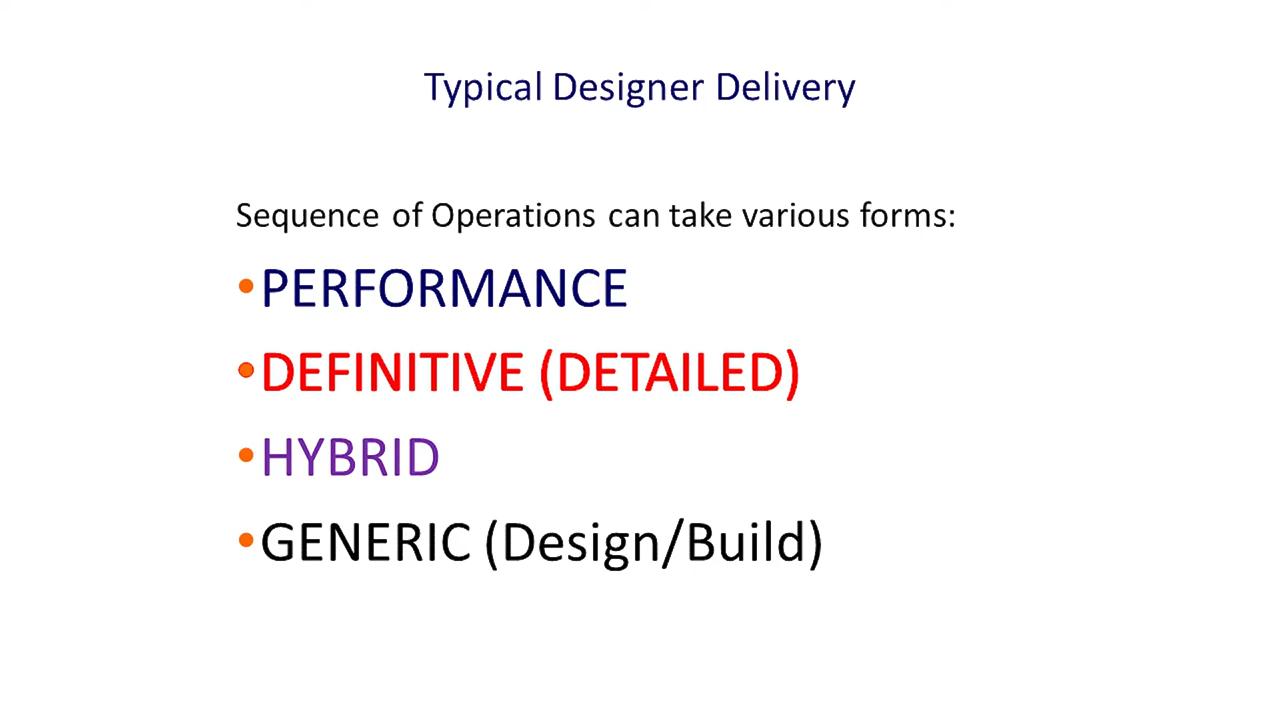 Typical Designer Delivery
Sequence of Operations can take various forms:
•PERFORMANCE
•DEFINITIVE (DETAILED)
•HYBRID
•GENERIC (Design/Build)